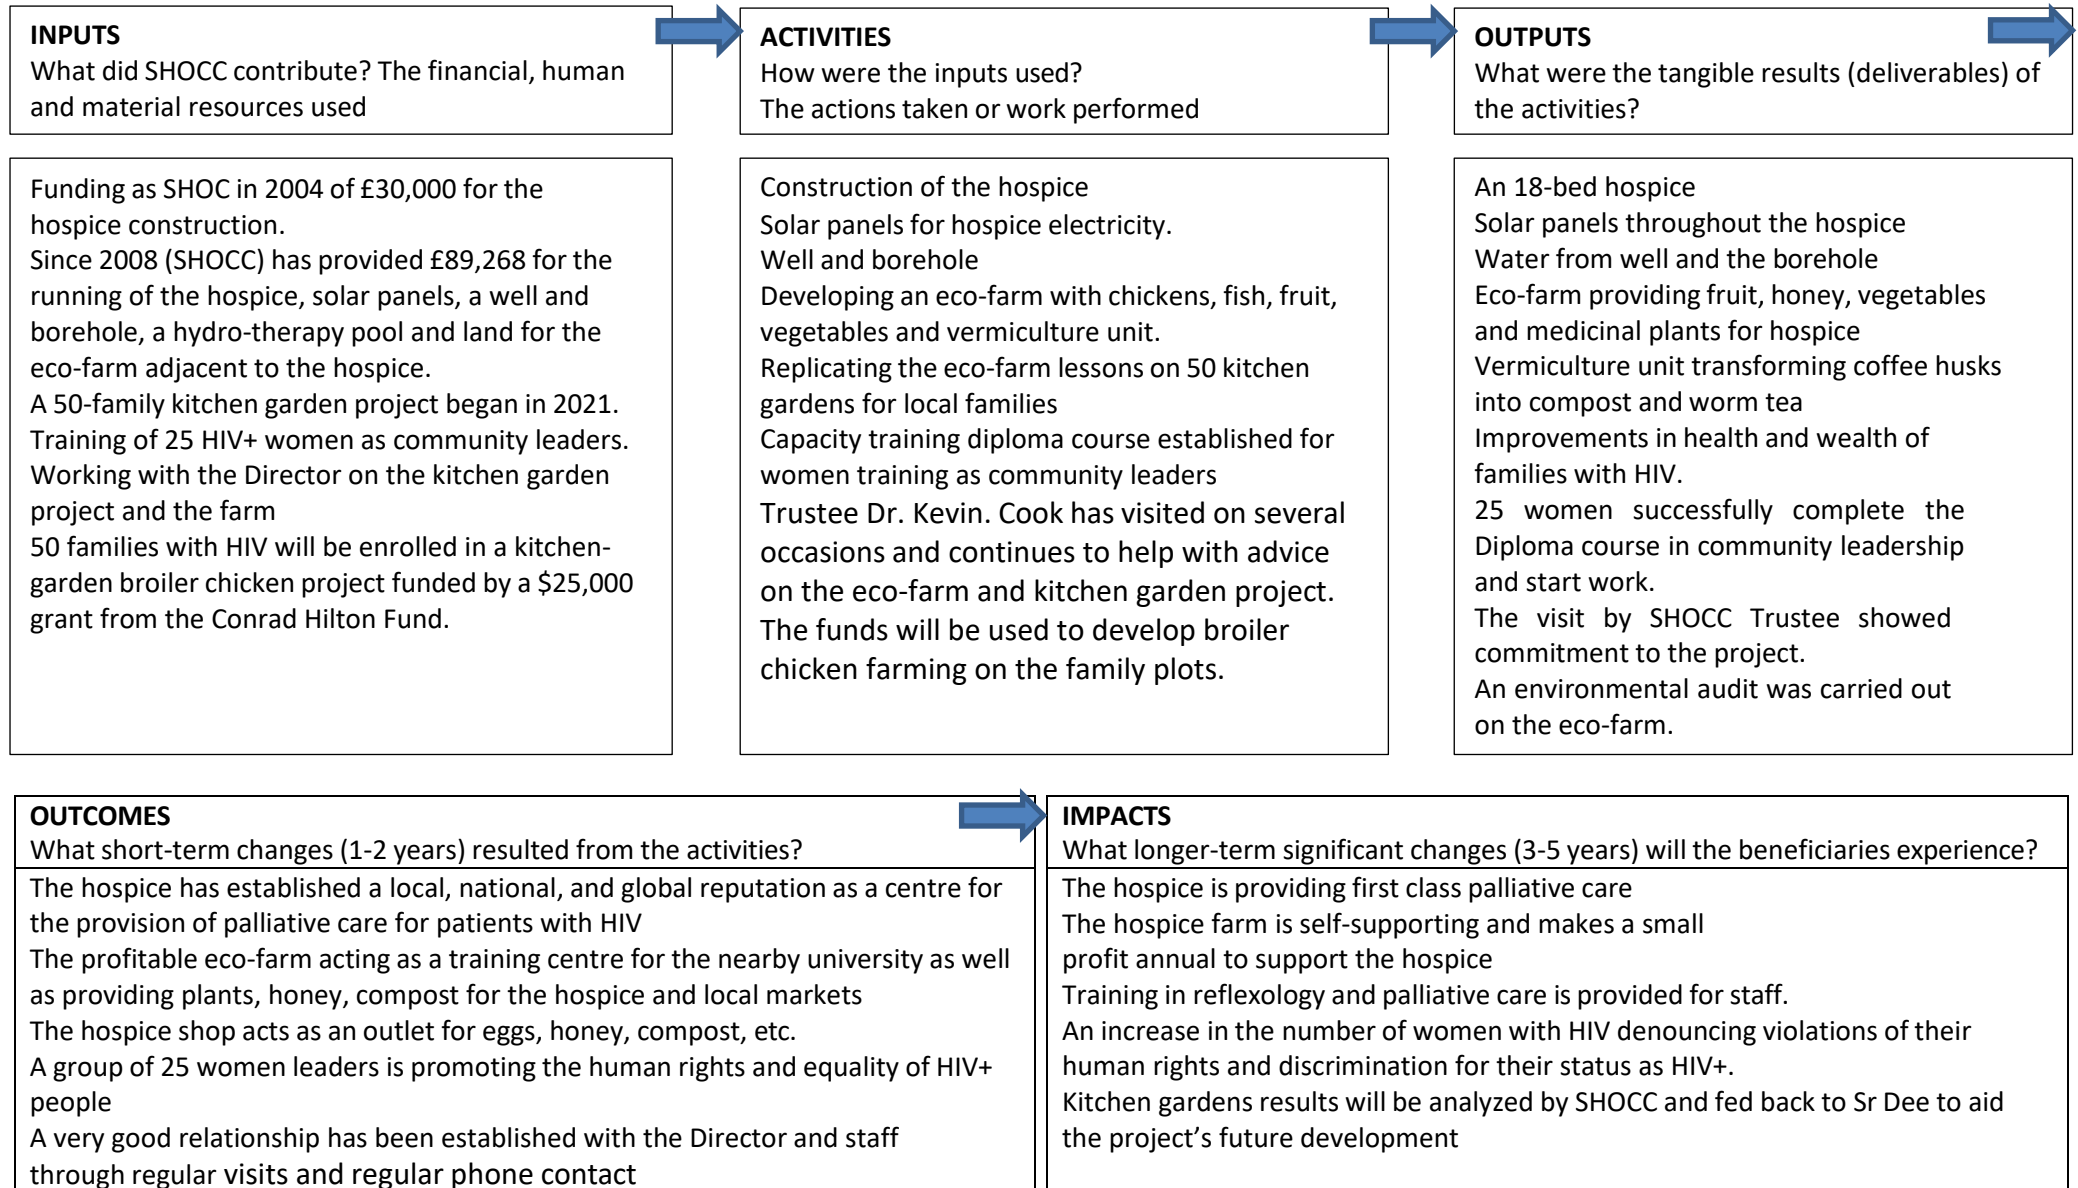 INPUTS
What did SHOCC contribute? The financial, human
and material resources used
Funding as SHOC in 2004 of £30,000 for the
hospice construction.
Since 2008 (SHOCC) has provided £89,268 for the
running of the hospice, solar panels, a well and
borehole, a hydro-therapy pool and land for the
eco-farm adjacent to the hospice.
A 50-family kitchen garden project began in 2021.
Training of 25 HIV+ women as community leaders.
Working with the Director on the kitchen garden
project and the farm
50 families with HIV will be enrolled in a kitchen-
garden broiler chicken project funded by a $25,000
grant from the Conrad Hilton Fund.
ACTIVITIES
How were the inputs used?
The actions taken or work performed
Construction of the hospice
Solar panels for hospice electricity.
Well and borehole
Developing an eco-farm with chickens, fish, fruit,
vegetables and vermiculture unit.
Replicating the eco-farm lessons on 50 kitchen
gardens for local families
Capacity training diploma course established for
women training as community leaders
Trustee Dr. Kevin. Cook has visited on several
occasions and continues to help with advice
on the eco-farm and kitchen garden project.
The funds will be used to develop broiler
chicken farming on the family plots.
OUTPUTS
What were the tangible results (deliverables) of
the activities?
An 18-bed hospice
Solar panels throughout the hospice
Water from well and the borehole
Eco-farm providing fruit, honey, vegetables
and medicinal plants for hospice
Vermiculture unit transforming coffee husks
into compost and worm tea
Improvements in health and wealth of
families with HIV.
25 women successfully complete the
Diploma course in community leadership
and start work.
The visit by SHOCC Trustee showed
commitment to the project.
An environmental audit was carried out
on the eco-farm.
OUTCOMES
What short-term changes (1-2 years) resulted from the activities?
The hospice has established a local, national, and global reputation as a centre for
the provision of palliative care for patients with HIV
The profitable eco-farm acting as a training centre for the nearby university as well
as providing plants, honey, compost for the hospice and local markets
The hospice shop acts as an outlet for eggs, honey, compost, etc.
A group of 25 women leaders is promoting the human rights and equality of HIV+
people
A very good relationship has been established with the Director and staff
through regular visits and regular phone contact
IMPACTS
What longer-term significant changes (3-5 years) will the beneficiaries experience?
The hospice is providing first class palliative care
The hospice farm is self-supporting and makes a small
profit annual to support the hospice
Training in reflexology and palliative care is provided for staff.
An increase in the number of women with HIV denouncing violations of their
human rights and discrimination for their status as HIV+.
Kitchen gardens results will be analyzed by SHOCC and fed back to Sr Dee to aid
the project's future development